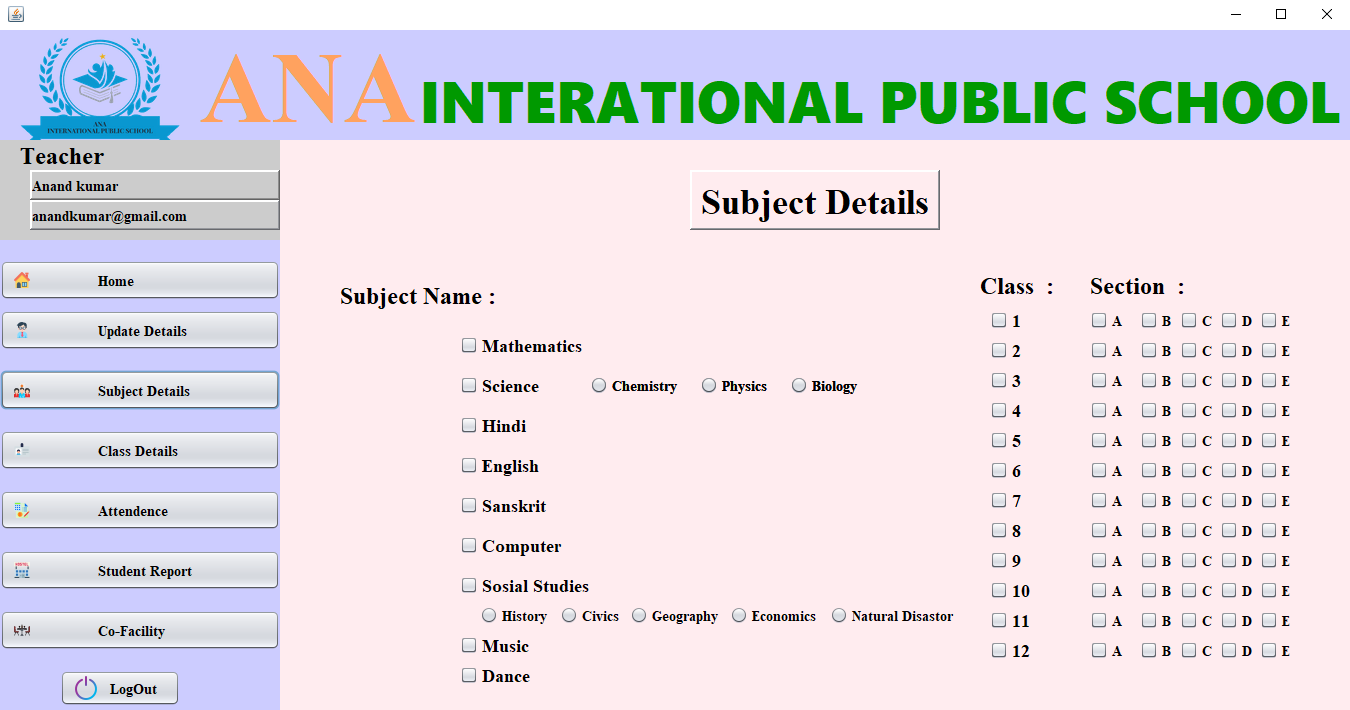 ANA INTERATIONAL PUBLIC SCHOOL
ANA
INTERNATIONAL PUBLIC SCHOOL
Teacher
Anand kumar
anandkumar@gmail.com
Home
Update Details
Subject Details
Class Details
Attendence
Student Report
Co-Facility
LogOut
Subject Details
Subject Name :
Mathematics
Science Chemistry Physics Biology
Hindi
English
Sanskrit
Computer
Sosial Studies
History Civics Geography Economics Natural Disastor
Music
Dance
Class : Section :
1 A B C D E
2 A B C D E
3 A B C D E
4 A B C D E
5 A B C D E
6 A B C D E
7 A B C D E
8 A B C D E
9 A B C D E
10 A B C D E
11 A B C D E
12 A B C D E